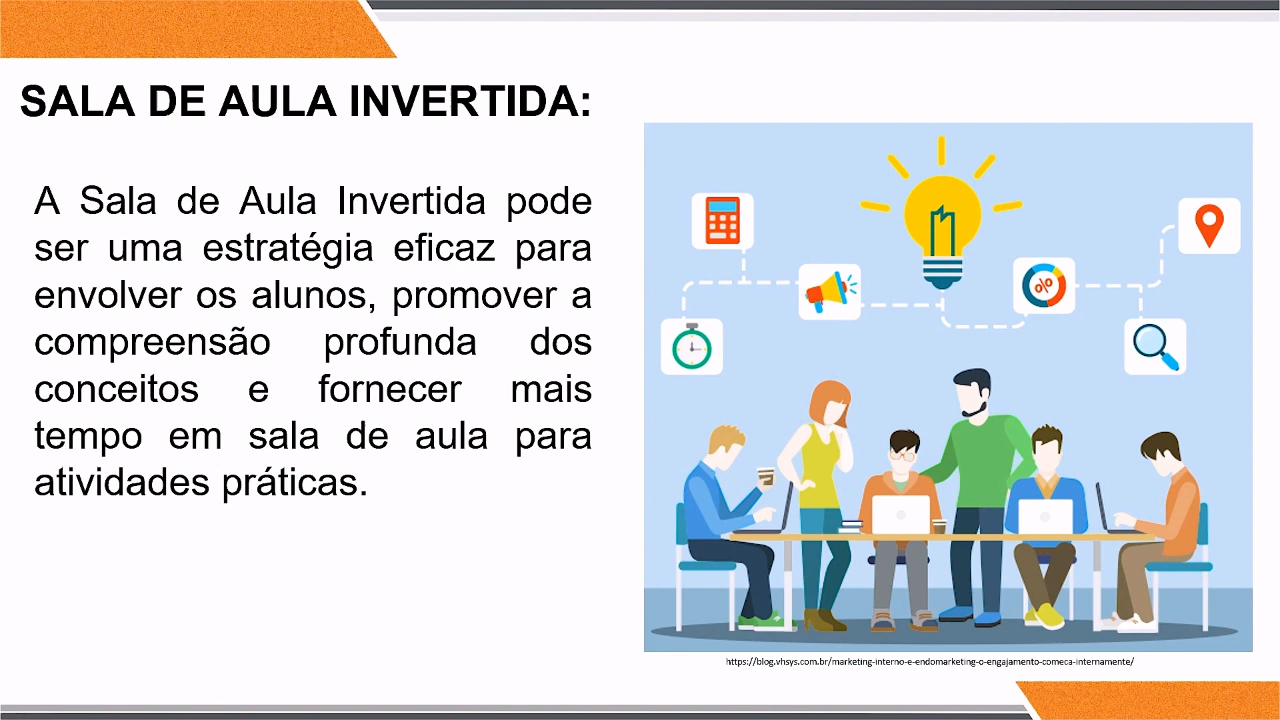 SALA DE AULA INVERTIDA:
A Sala de Aula Invertida pode
ser uma estratégia eficaz para
envolver os alunos, promover a
compreensão profunda dos
conceitos e fornecer mais
tempo em sala de aula para
atividades práticas.
%
https://blog.vhsys.com.br/marketing-interno-e-endomarketing-o-engajamento-comeca-internamente/